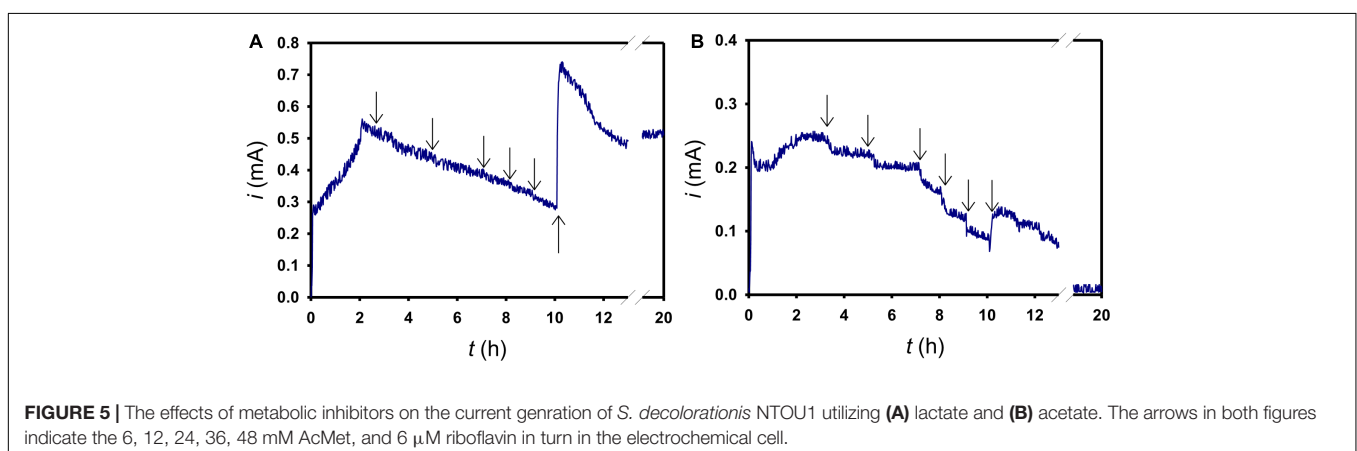 A
B
0.8
0.7
0.6
0.5
0.4
0.3
0.2
0.1
0.0
i (mA)
0 2 4 6 8 10 12 20
t (h)
0.4
0.3
0.2
0.1
0.0
i (mA)
0 2 4 6 8 10 12 20
t (h)
FIGURE 5 | The effects of metabolic inhibitors on the current genration of S. decolorationis NTOU1 utilizing (A) lactate and (B) acetate. The arrows in both figures
indicate the 6, 12, 24, 36, 48 mM AcMet, and 6 μM riboflavin in turn in the electrochemical cell.